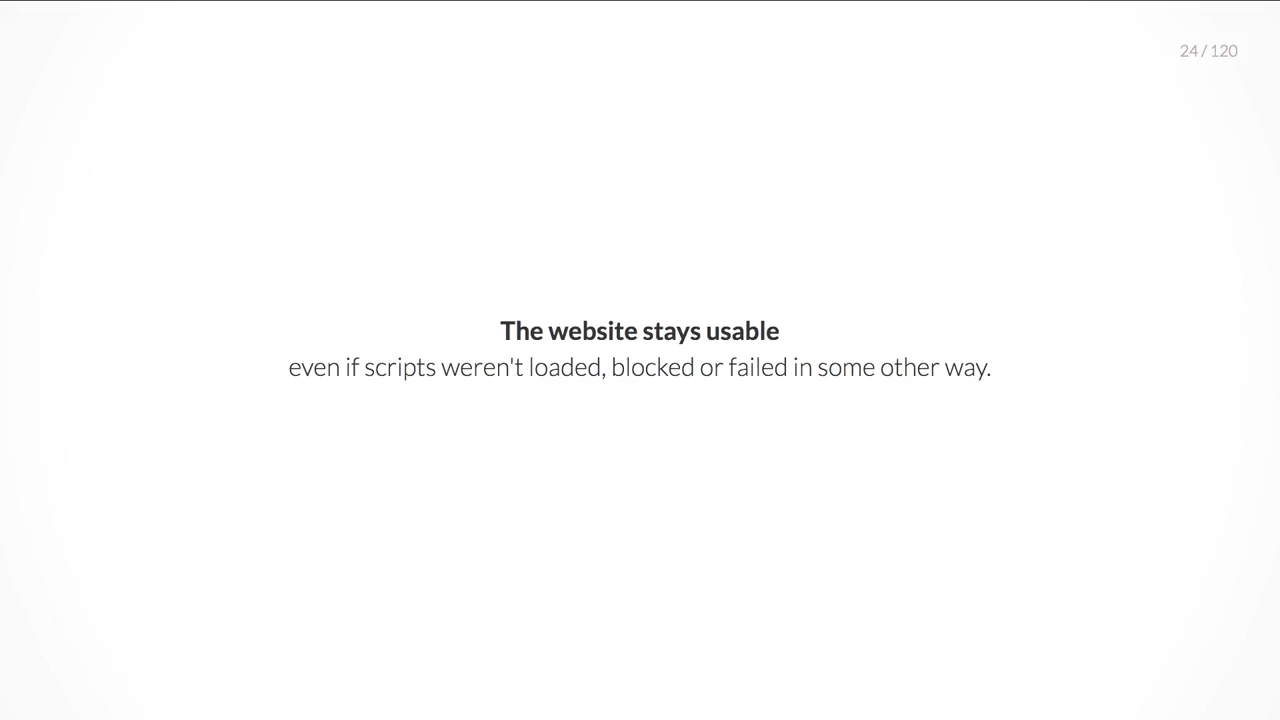 24 / 120
The website stays usable
even if scripts weren't loaded, blocked or failed in some other way.